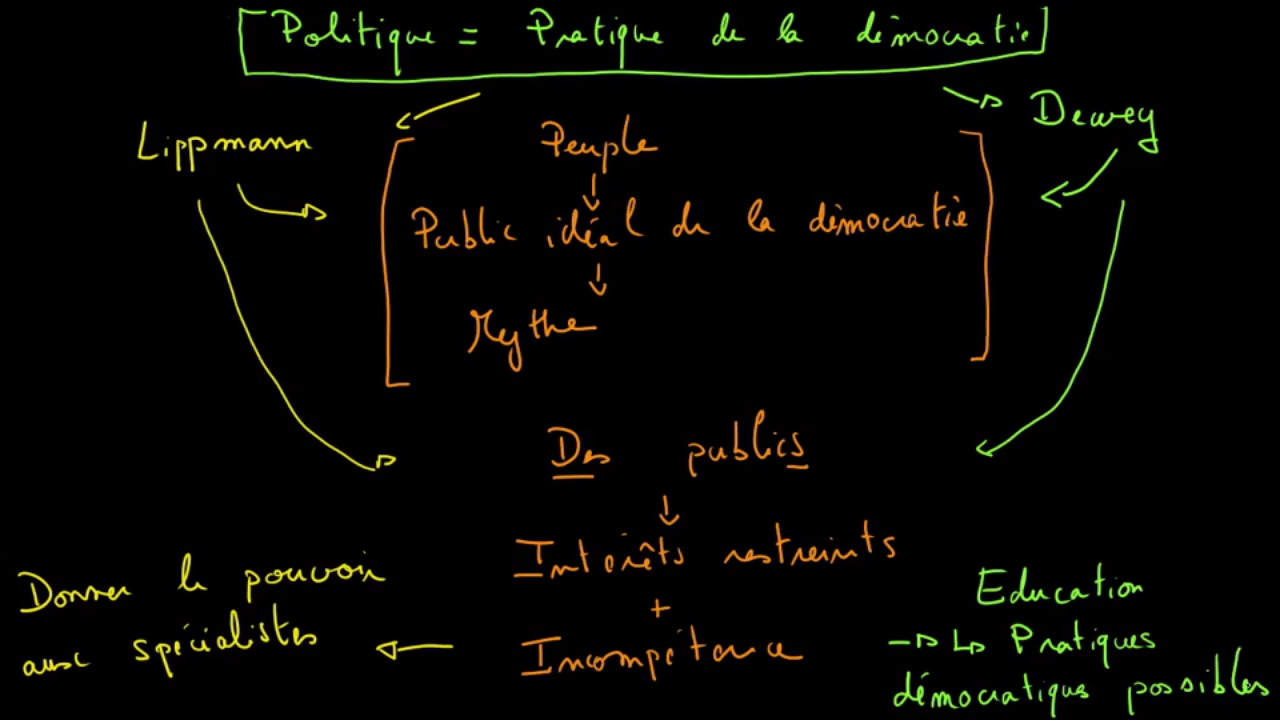 Politique = Pratique de la démocratie
Lippmann
Dewey
Peuple
Public idéal de la démocratie
Mythe
Des publics
Intérêts restreints
+
Incompétence
Donner le pouvoir
aux spécialistes
Education
Pratiques
démocratiques possibles